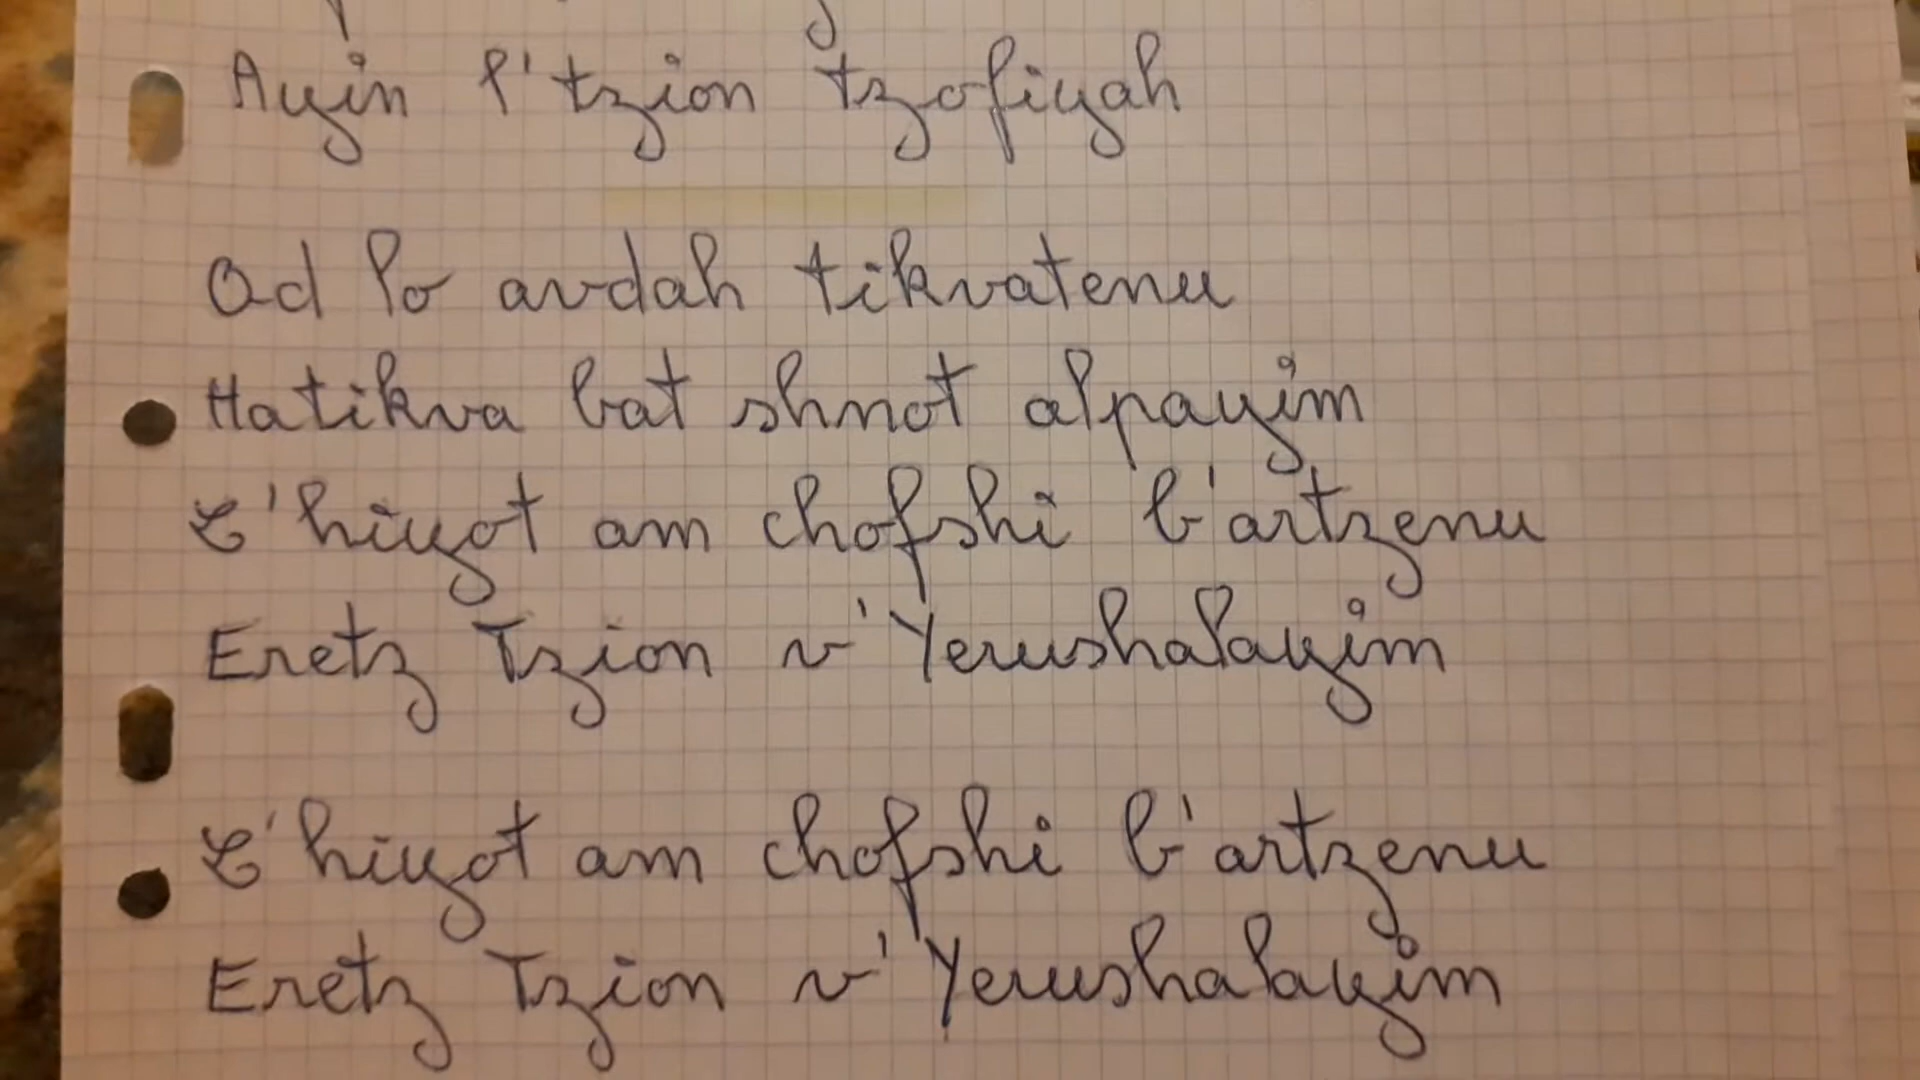 Ayin l'tzion tzofiyah
Od lo avdah tikvatenu
Hatikva bat shnot alpayim
L'hiyot am chofshi b'artzenu
Eretz Tzion v'Yerushalayim
L'hiyot am chofshi b'artzenu
Eretz Tzion v'Yerushalayim